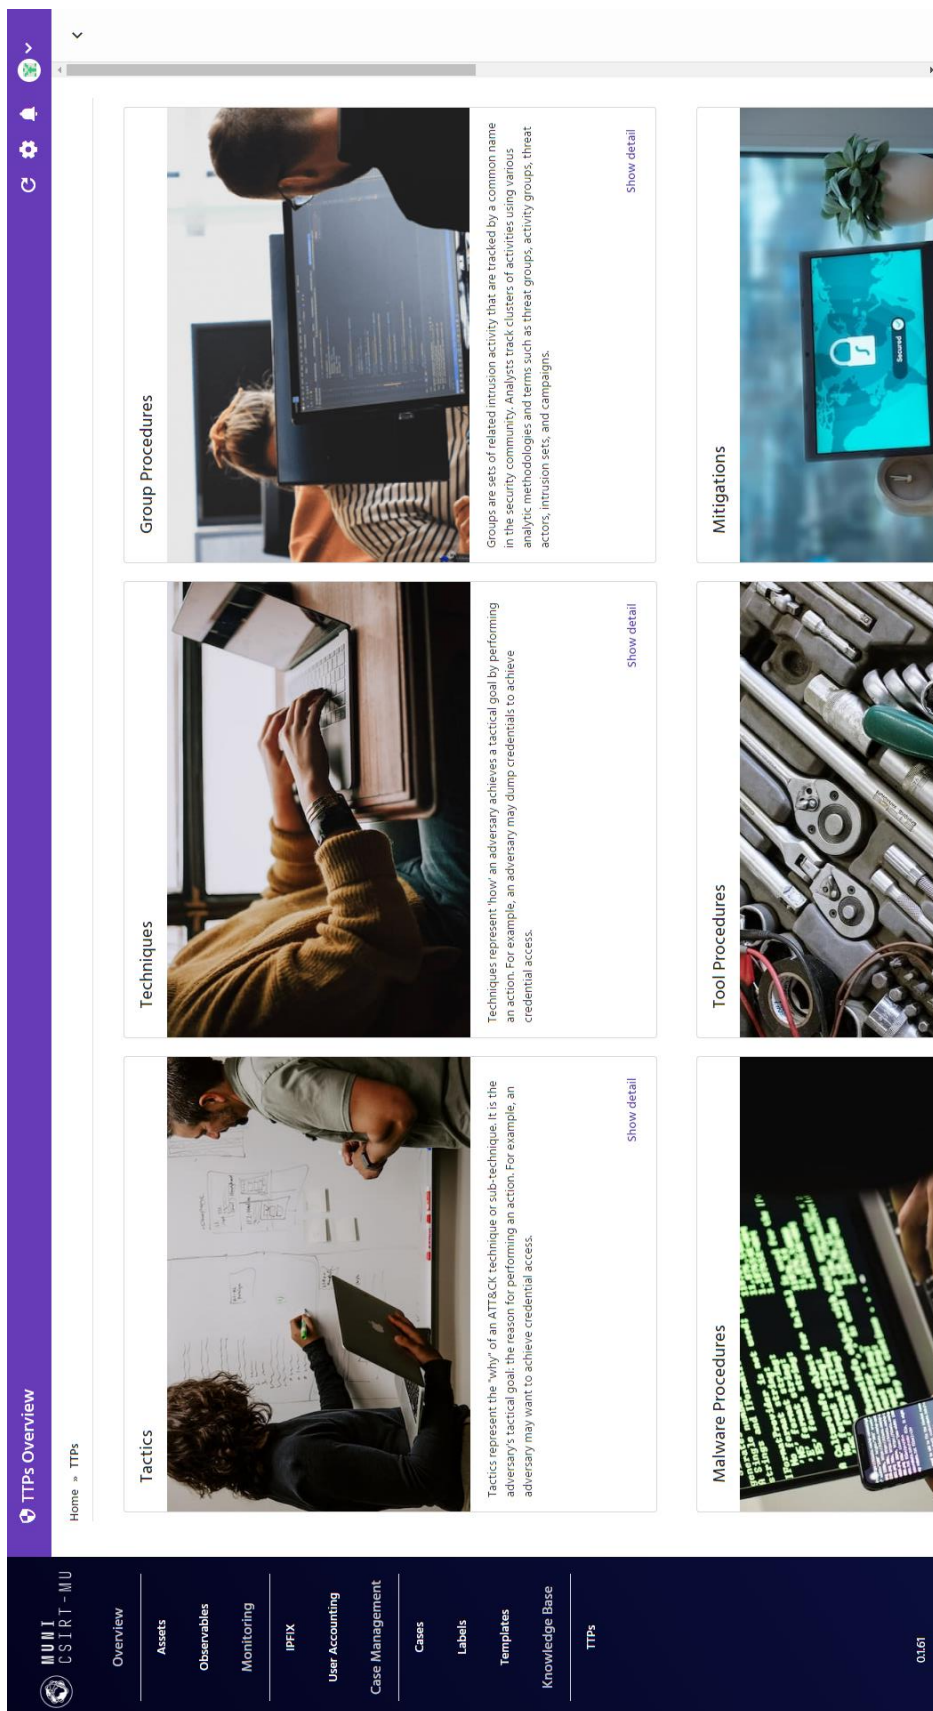 MUNI
CSIRT-MU
Overview
Assets
Observables
Monitoring
IPFIX
User Accounting
Case Management
Cases
Labels
Templates
Knowledge Base
TTPs
0.1.61
TTPs Overview
Home » TTPs
Tactics
Tactics represent the "why" of an ATT&CK technique or sub-technique. It is the
adversary's tactical goal: the reason for performing an action. For example, an
adversary may want to achieve credential access.
Show detail
Techniques
Techniques represent 'how' an adversary achieves a tactical goal by performing
an action. For example, an adversary may dump credentials to achieve
credential access.
Show detail
Group Procedures
Groups are sets of related intrusion activity that are tracked by a common name
in the security community. Analysts track clusters of activities using various
analytic methodologies and terms such as threat groups, activity groups, threat
actors, intrusion sets, and campaigns.
Show detail
Malware Procedures
Tool Procedures
Mitigations
Secured